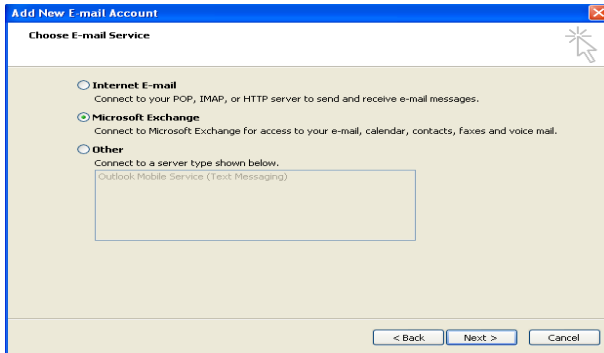 Add New E-mail Account
Choose E-mail Service
Internet E-mail
Connect to your POP, IMAP, or HTTP server to send and receive e-mail messages.
Microsoft Exchange
Connect to Microsoft Exchange for access to your e-mail, calendar, contacts, faxes and voice mail.
Other
Connect to a server type shown below.
Outlook Mobile Service (Text Messaging)
< Back Next > Cancel